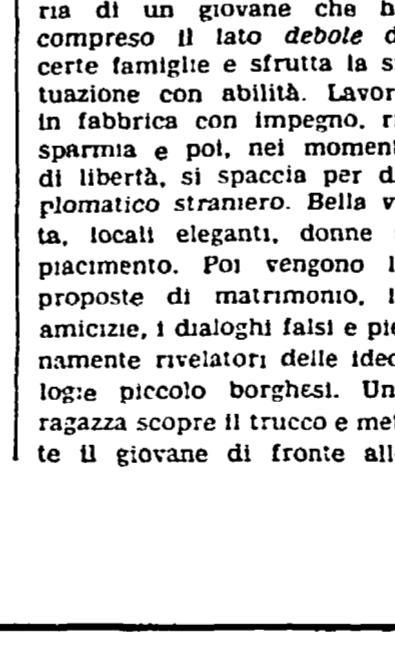 ria di un giovane che h
compreso il lato debole d
certe famiglie e sfrutta la s
tuazione con abilità. Lavor
in fabbrica con impegno, ri
sparmia e poi, nei moment
di libertà, si spaccia per d
plomatico straniero. Bella v
ta, locali eleganti, donne
piacimento. Poi vengono l
proposte di matrimonio, l
amicizie, i dialoghi falsi e pie
namente rivelatori delle ideo
logie piccolo borghesi. Un
ragazza scopre il trucco e met
te il giovane di fronte all